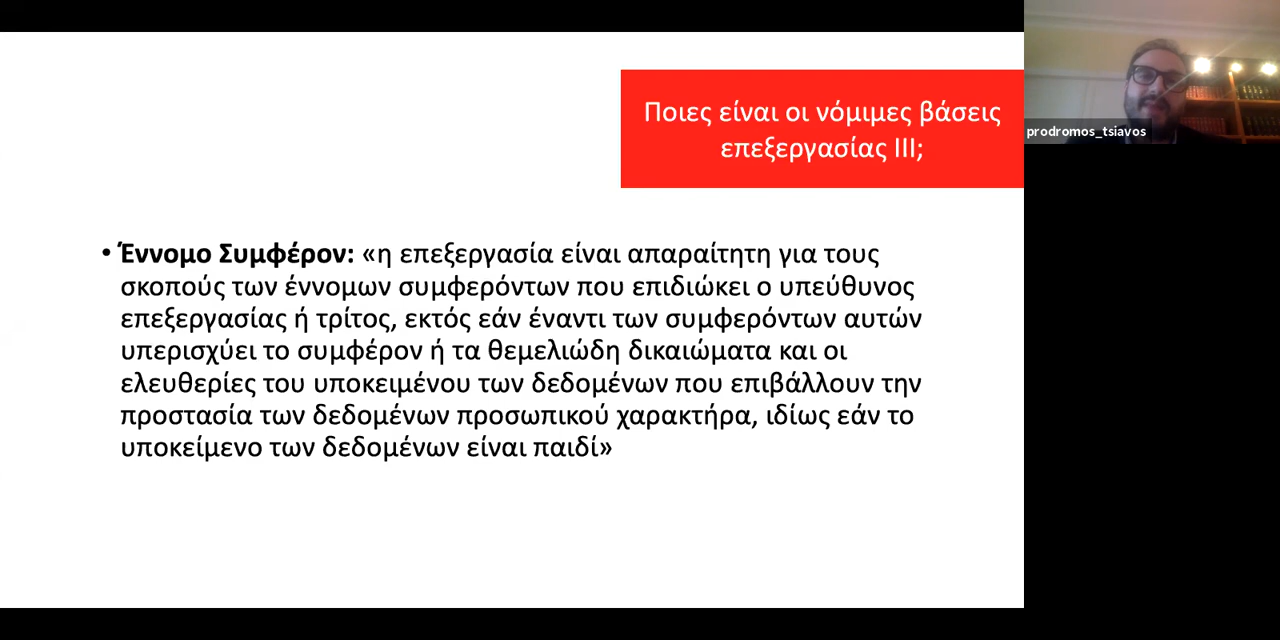 Ποιες είναι οι νόμιμες βάσεις
επεξεργασίας III;
prodromos_tsiavos
• Έννομο Συμφέρον: «η επεξεργασία είναι απαραίτητη για τους
σκοπούς των έννομων συμφερόντων που επιδιώκει ο υπεύθυνος
επεξεργασίας ή τρίτος, εκτός εάν έναντι των συμφερόντων αυτών
υπερισχύει το συμφέρον ή τα θεμελιώδη δικαιώματα και οι
ελευθερίες του υποκειμένου των δεδομένων που επιβάλλουν την
προστασία των δεδομένων προσωπικού χαρακτήρα, ιδίως εάν το
υποκείμενο των δεδομένων είναι παιδί»